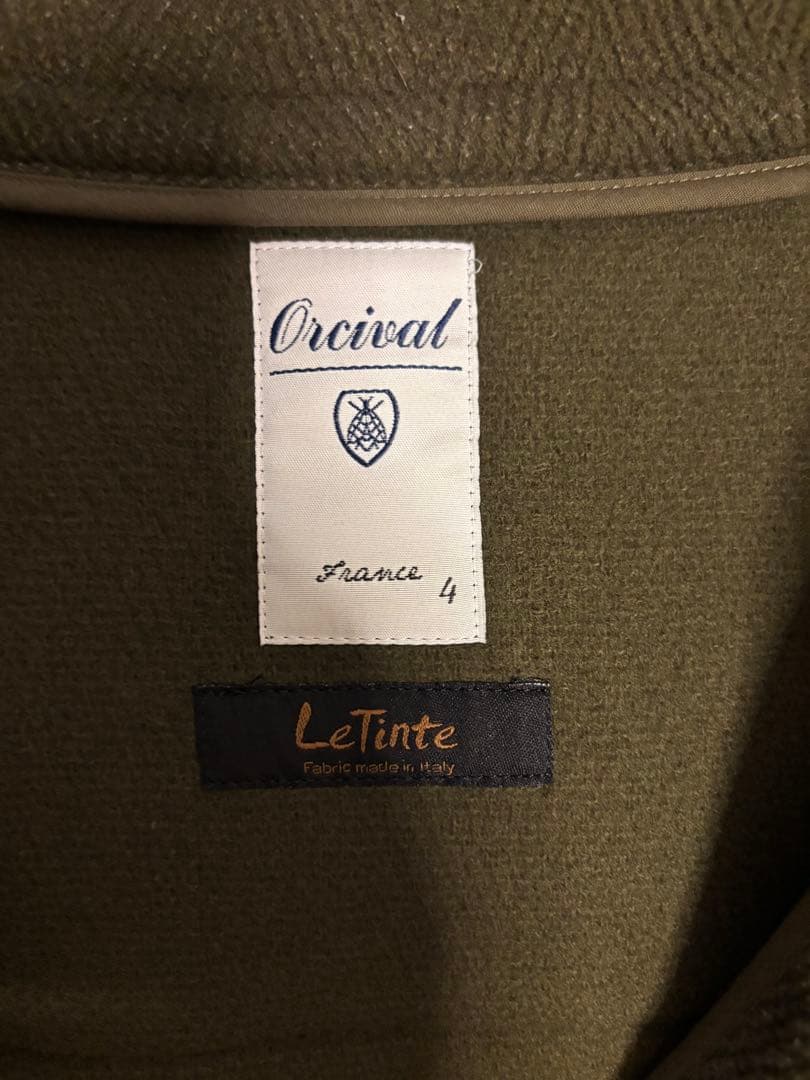 Orcival
France
4
LeTinte
Fabric made in Italy